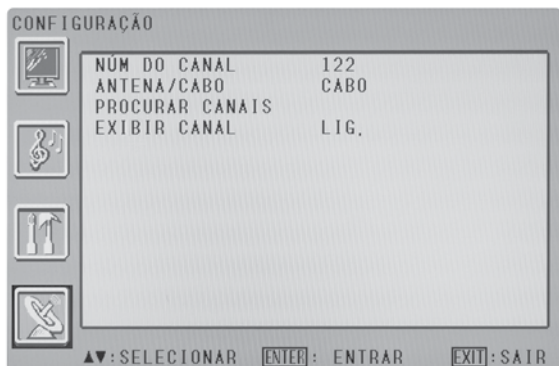 CONFIGURAÇÃO
NÚM DO CANAL 122
ANTENA/CABO CABO
PROCURAR CANAIS
EXIBIR CANAL LIG.
▲▼:SELECIONAR ENTER: ENTRAR EXIT:SAIR